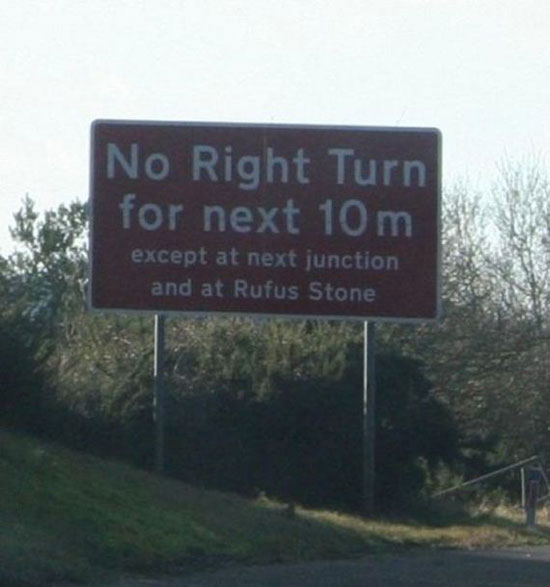 No Right Turn
for next 10m
except at next junction
and at Rufus Stone